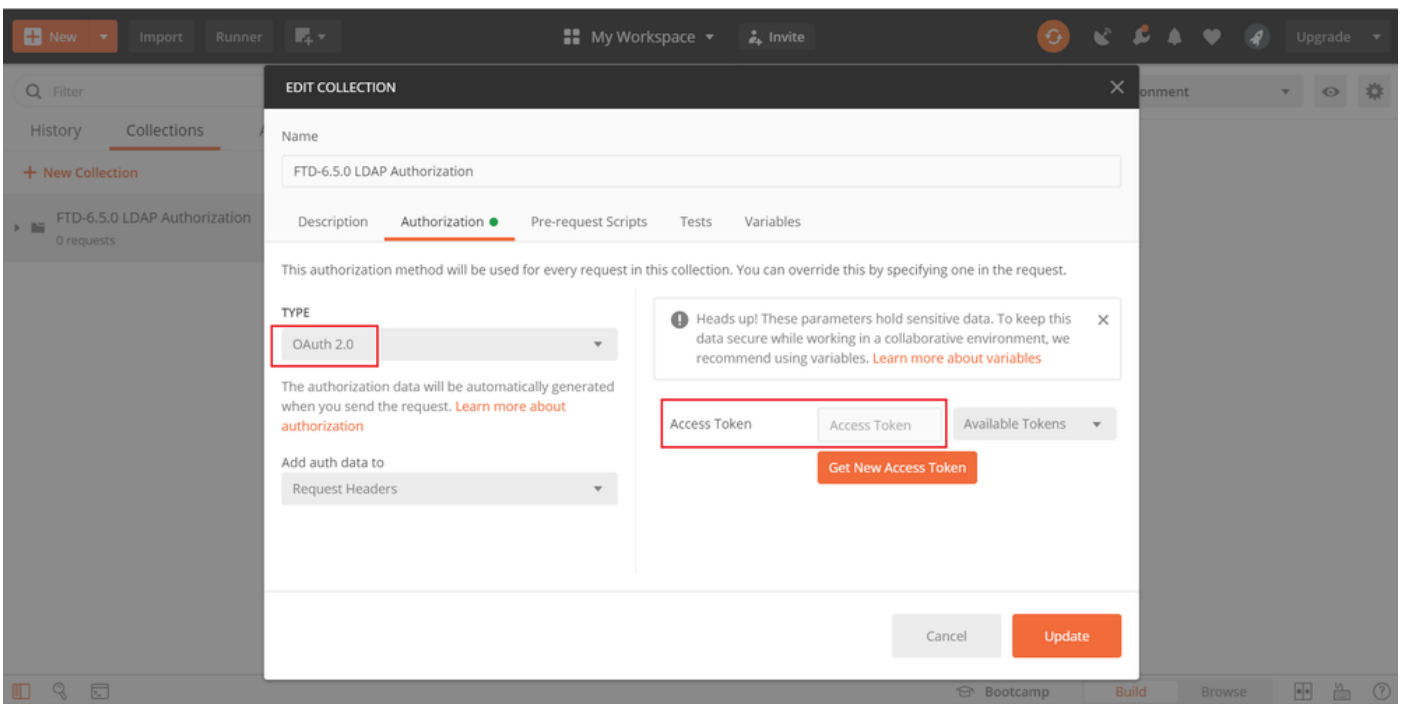 New
Import
Runner
My Workspace
Invite
Upgrade
Filter
EDIT COLLECTION
onment
History
Collections
Name
New Collection
FTD-6.5.0 LDAP Authorization
FTD-6.5.0 LDAP Authorization
0 requests
Description
Authorization
Pre-request Scripts
Tests
Variables
This authorization method will be used for every request in this collection. You can override this by specifying one in the request.
TYPE
OAuth 2.0
The authorization data will be automatically generated
when you send the request. Learn more about
authorization
Add auth data to
Request Headers
Heads up! These parameters hold sensitive data. To keep this
data secure while working in a collaborative environment, we
recommend using variables. Learn more about variables
Access Token
Access Token
Available Tokens
Get New Access Token
Cancel
Update
Bootcamp
Build
Browse